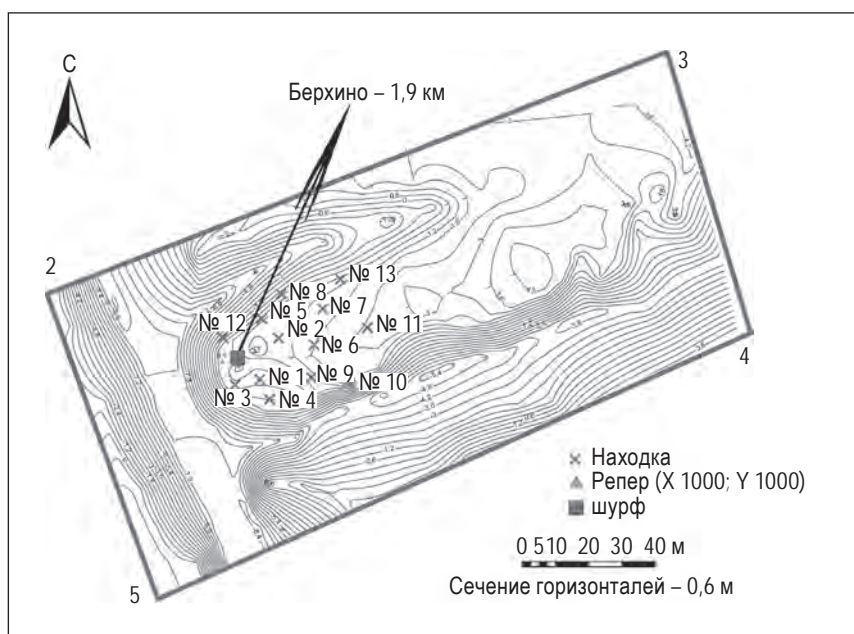 С
3
Берхино – 1,9 км
2
№ 13
№ 8
№ 7
№ 5
№ 12
№ 2
№ 11
№ 6
4
№ 1
№ 9
№ 10
№ 3
№ 4
Находка
Репер (X 1000; Y 1000)
шурф
0 5 10 20 30 40 м
Сечение горизонталей – 0,6 м
5